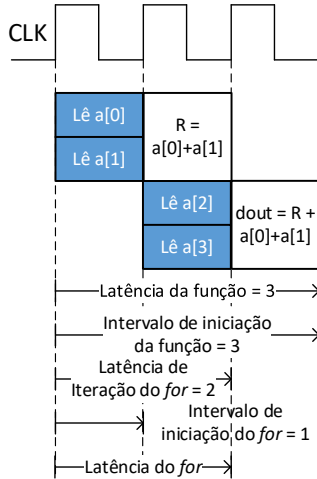 CLK
Lê a[0]
Lê a[1]
R =
a[0]+a[1]
Lê a[2]
Lê a[3]
dout = R +
a[0]+a[1]
Latência da função = 3
Intervalo de iniciação
da função = 3
Latência de
Iteração do for = 2
Intervalo de
iniciação do for = 1
Latência do for